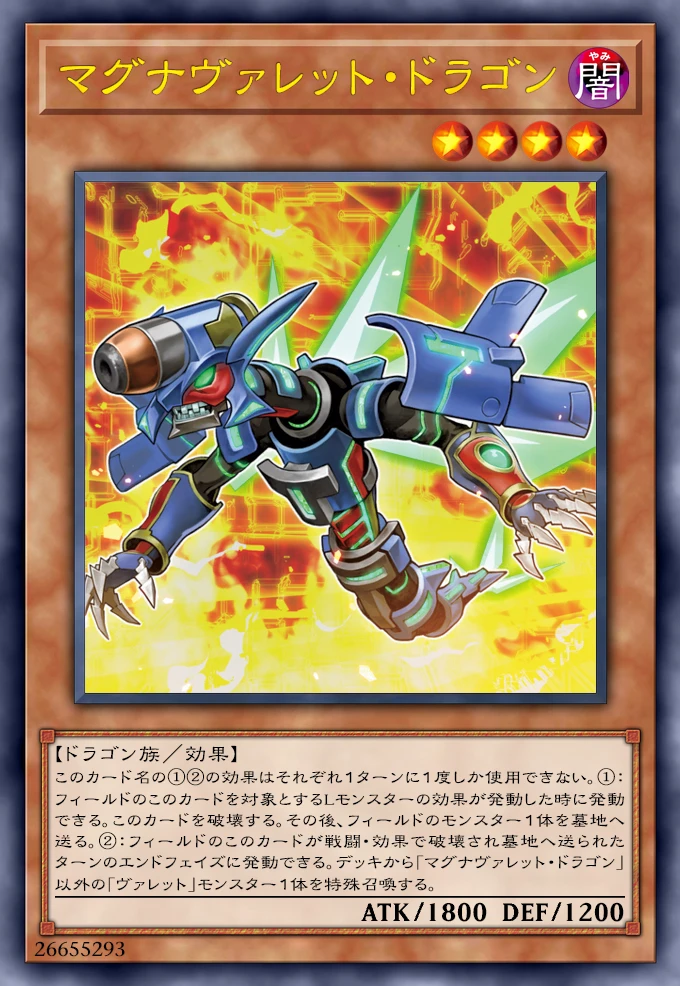 マグナヴァレット・ドラゴン
やみ
闇
【ドラゴン族／効果】
このカード名の①②の効果はそれぞれ1ターンに1度しか使用できない。①：
フィールドのこのカードを対象とするLモンスターの効果が発動した時に発動
できる。このカードを破壊する。その後、フィールドのモンスター1体を墓地へ
送る。②：フィールドのこのカードが戦闘・効果で破壊され墓地へ送られた
ターンのエンドフェイズに発動できる。デッキから「マグナヴァレット・ドラゴン」
以外の「ヴァレット」モンスター1体を特殊召喚する。
ATK/1800 DEF/1200
26655293